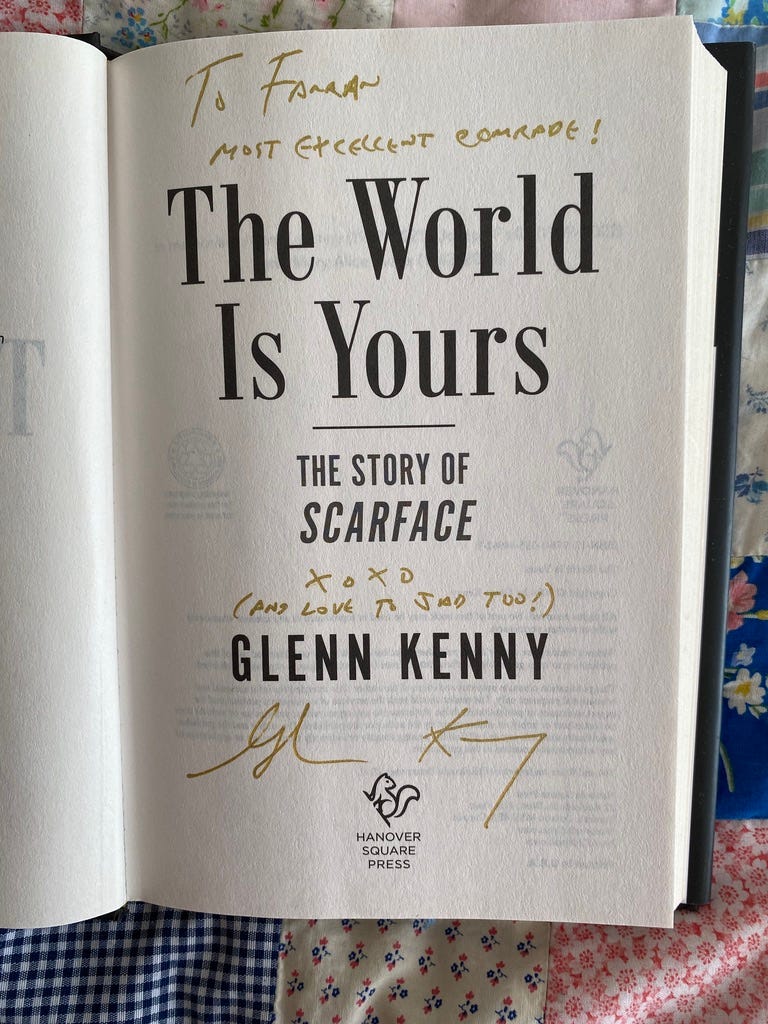 To FARRAN
MOST EXCELLENT COMRADE!
The World
Is Yours
THE STORY OF
SCARFACE
XOXO
(AND LOVE TO JAD TOO!)
GLENN KENNY
HANOVER
SQUARE
PRESS